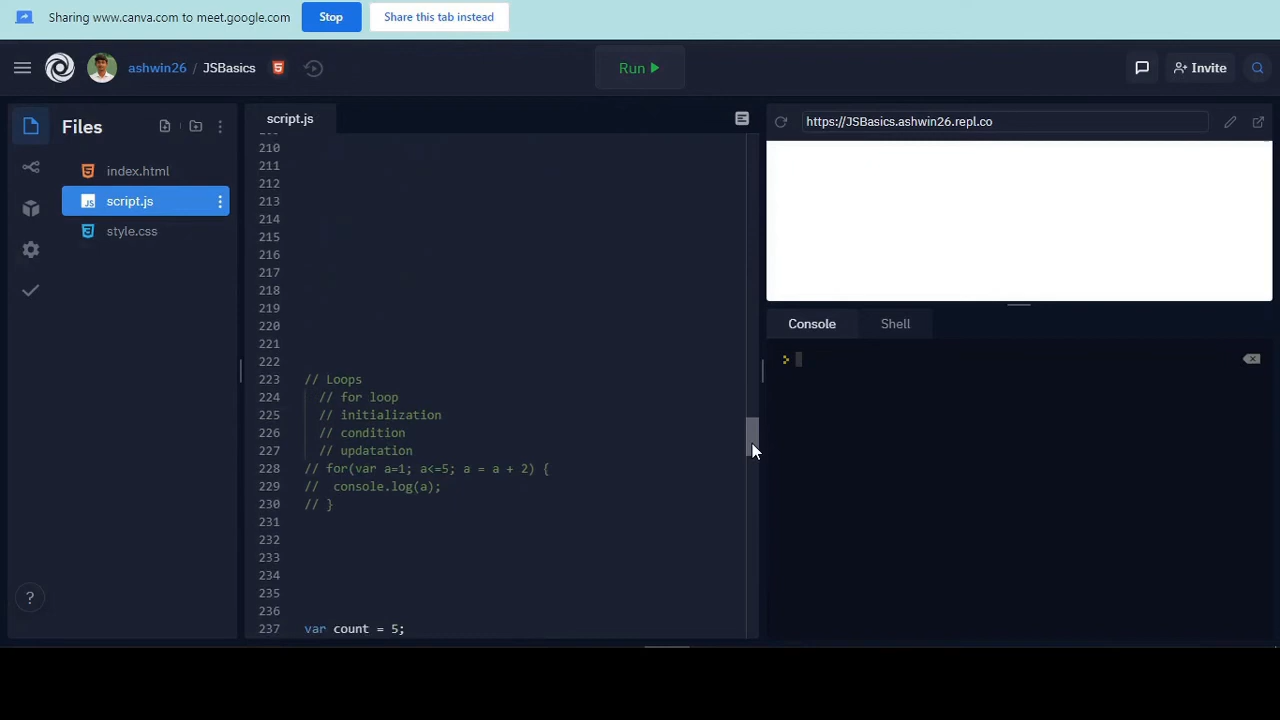 Sharing www.canva.com to meet.google.com
Stop
Share this tab instead
ashwin26 / JSBasics
Run
Invite
Files
index.html
script.js
style.css
script.js
210
211
212
213
214
215
216
217
218
219
220
221
222
223 // Loops
224 // for loop
225 // initialization
226 // condition
227 // updatation
228 // for(var a=1; a<=5; a = a + 2) {
229 // console.log(a);
230 // }
231
232
233
234
235
236
237 var count = 5;
https://JSBasics.ashwin26.repl.co
Console
Shell
?